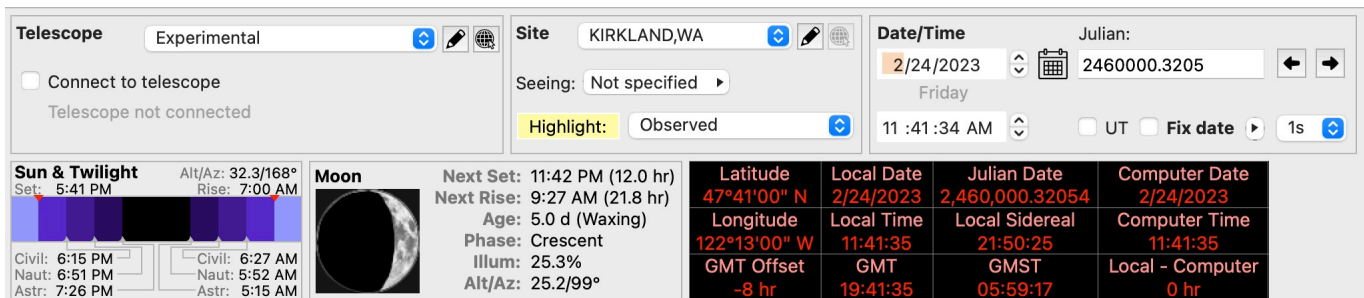 Telescope
Experimental
Connect to telescope
Telescope not connected
Site
KIRKLAND,WA
Seeing: Not specified
Highlight: Observed
Date/Time
Julian:
2/24/2023
2460000.3205
Friday
11 :41 :34 AM
UT
Fix date
1s
Sun & Twilight
Alt/Az: 32.3/168°
Set: 5:41 PM
Rise: 7:00 AM
Civil: 6:15 PM
Civil: 6:27 AM
Naut: 6:51 PM
Naut: 5:52 AM
Astr: 7:26 PM
Astr: 5:15 AM
Moon
Next Set: 11:42 PM (12.0 hr)
Next Rise: 9:27 AM (21.8 hr)
Age: 5.0 d (Waxing)
Phase: Crescent
Illum: 25.3%
Alt/Az: 25.2/99°
Latitude Local Date Julian Date Computer Date
47°41'00" N 2/24/2023 2,460,000.32054 2/24/2023
Longitude Local Time Local Sidereal Computer Time
122°13'00" W 11:41:35 21:50:25 11:41:35
GMT Offset GMT GMST Local - Computer
-8 hr 19:41:35 05:59:17 0 hr